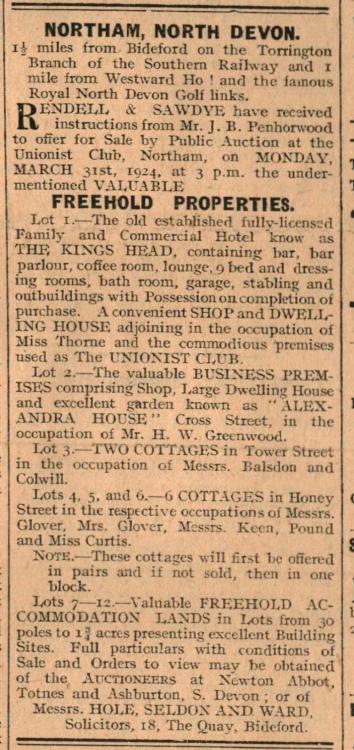 NORTHAM, NORTH DEVON.
1½ miles from Bideford on the Torrington
Branch of the Southern Railway and 1
mile from Westward Ho ! and the famous
Royal North Devon Golf links.
RENDELL & SAWDYE have received
instructions from Mr. J. B. Penhorwood
to offer for Sale by Public Auction at the
Unionist Club, Northam, on MONDAY,
MARCH 31st, 1924, at 3 p.m. the under-
mentioned VALUABLE
FREEHOLD PROPERTIES.
Lot 1.—The old established fully-licensed
Family and Commercial Hotel know as
THE KINGS HEAD, containing bar, bar
parlour, coffee room, lounge, 9 bed and dress-
ing rooms, bath room, garage, stabling and
outbuildings with Possession on completion of
purchase. A convenient SHOP and DWELL-
ING HOUSE adjoining in the occupation of
Miss Thorne and the commodious premises
used as The UNIONIST CLUB.
Lot 2.—The valuable BUSINESS PREM-
ISES comprising Shop, Large Dwelling House
and excellent garden known as "ALEX-
ANDRA HOUSE" Cross Street, in the
occupation of Mr. H. W. Greenwood.
Lot 3.—TWO COTTAGES in Tower Street
in the occupation of Messrs. Balsdon and
Colwill.
Lots 4, 5, and 6.—6 COTTAGES in Honey
Street in the respective occupations of Messrs.
Glover, Mrs. Glover, Messrs. Keen, Pound
and Miss Curtis.
NOTE.—These cottages will first be offered
in pairs and if not sold, then in one
block.
Lots 7—12.—Valuable FREEHOLD AC-
COMMODATION LANDS in Lots from 30
poles to 1¾ acres presenting excellent Building
Sites. Full particulars with conditions of
Sale and Orders to view may be obtained
of the AUCTIONEERS at Newton Abbot,
Totnes and Ashburton, S. Devon ; or of
Messrs. HOLE, SELDON AND WARD,
Solicitors, 18, The Quay, Bideford.